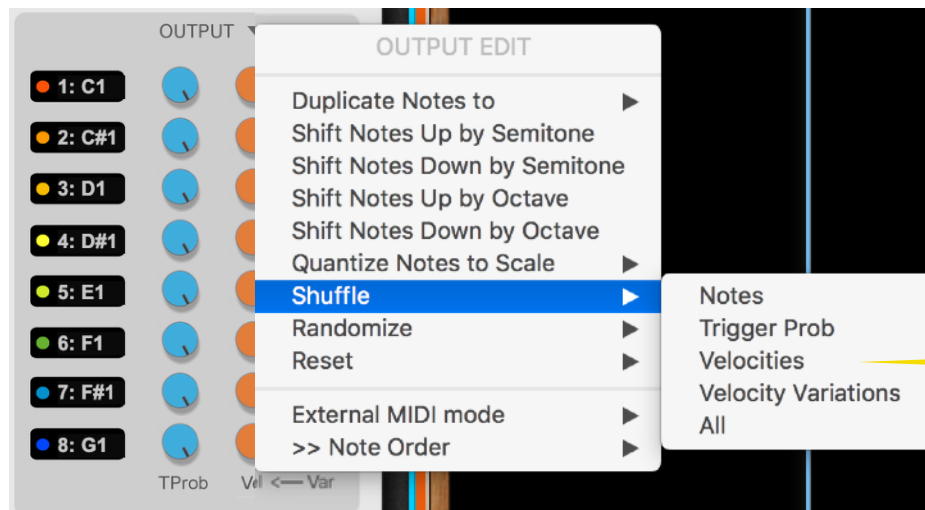 OUTPUT ▼
OUTPUT EDIT
1: C1
2: C#1
3: D1
4: D#1
5: E1
6: F1
7: F#1
8: G1
Duplicate Notes to ▶
Shift Notes Up by Semitone
Shift Notes Down by Semitone
Shift Notes Up by Octave
Shift Notes Down by Octave
Quantize Notes to Scale ▶
Shuffle ▶
Randomize ▶
Reset ▶
External MIDI mode ▶
>> Note Order ▶
Notes
Trigger Prob
Velocities
Velocity Variations
All
TProb Vel <— Var